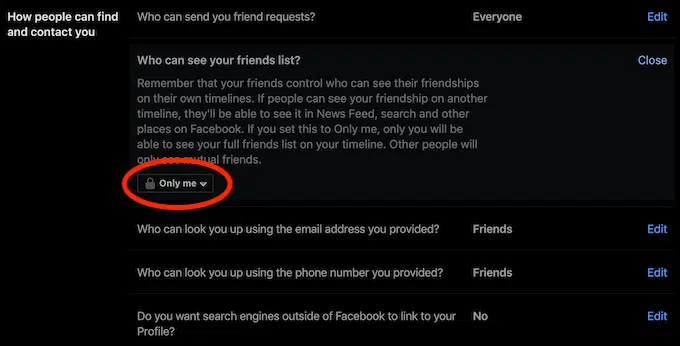 How people can find
and contact you
Who can send you friend requests?
Everyone
Edit
Who can see your friends list?
Close
Remember that your friends control who can see their friendships
on their own timelines. If people can see your friendship on another
timeline, they'll be able to see it in News Feed, search and other
places on Facebook. If you set this to Only me, only you will be
able to see your full friends list on your timeline. Other people will
only see mutual friends.
Only me
Who can look you up using the email address you provided?
Friends
Edit
Who can look you up using the phone number you provided?
Friends
Edit
Do you want search engines outside of Facebook to link to your
Profile?
No
Edit